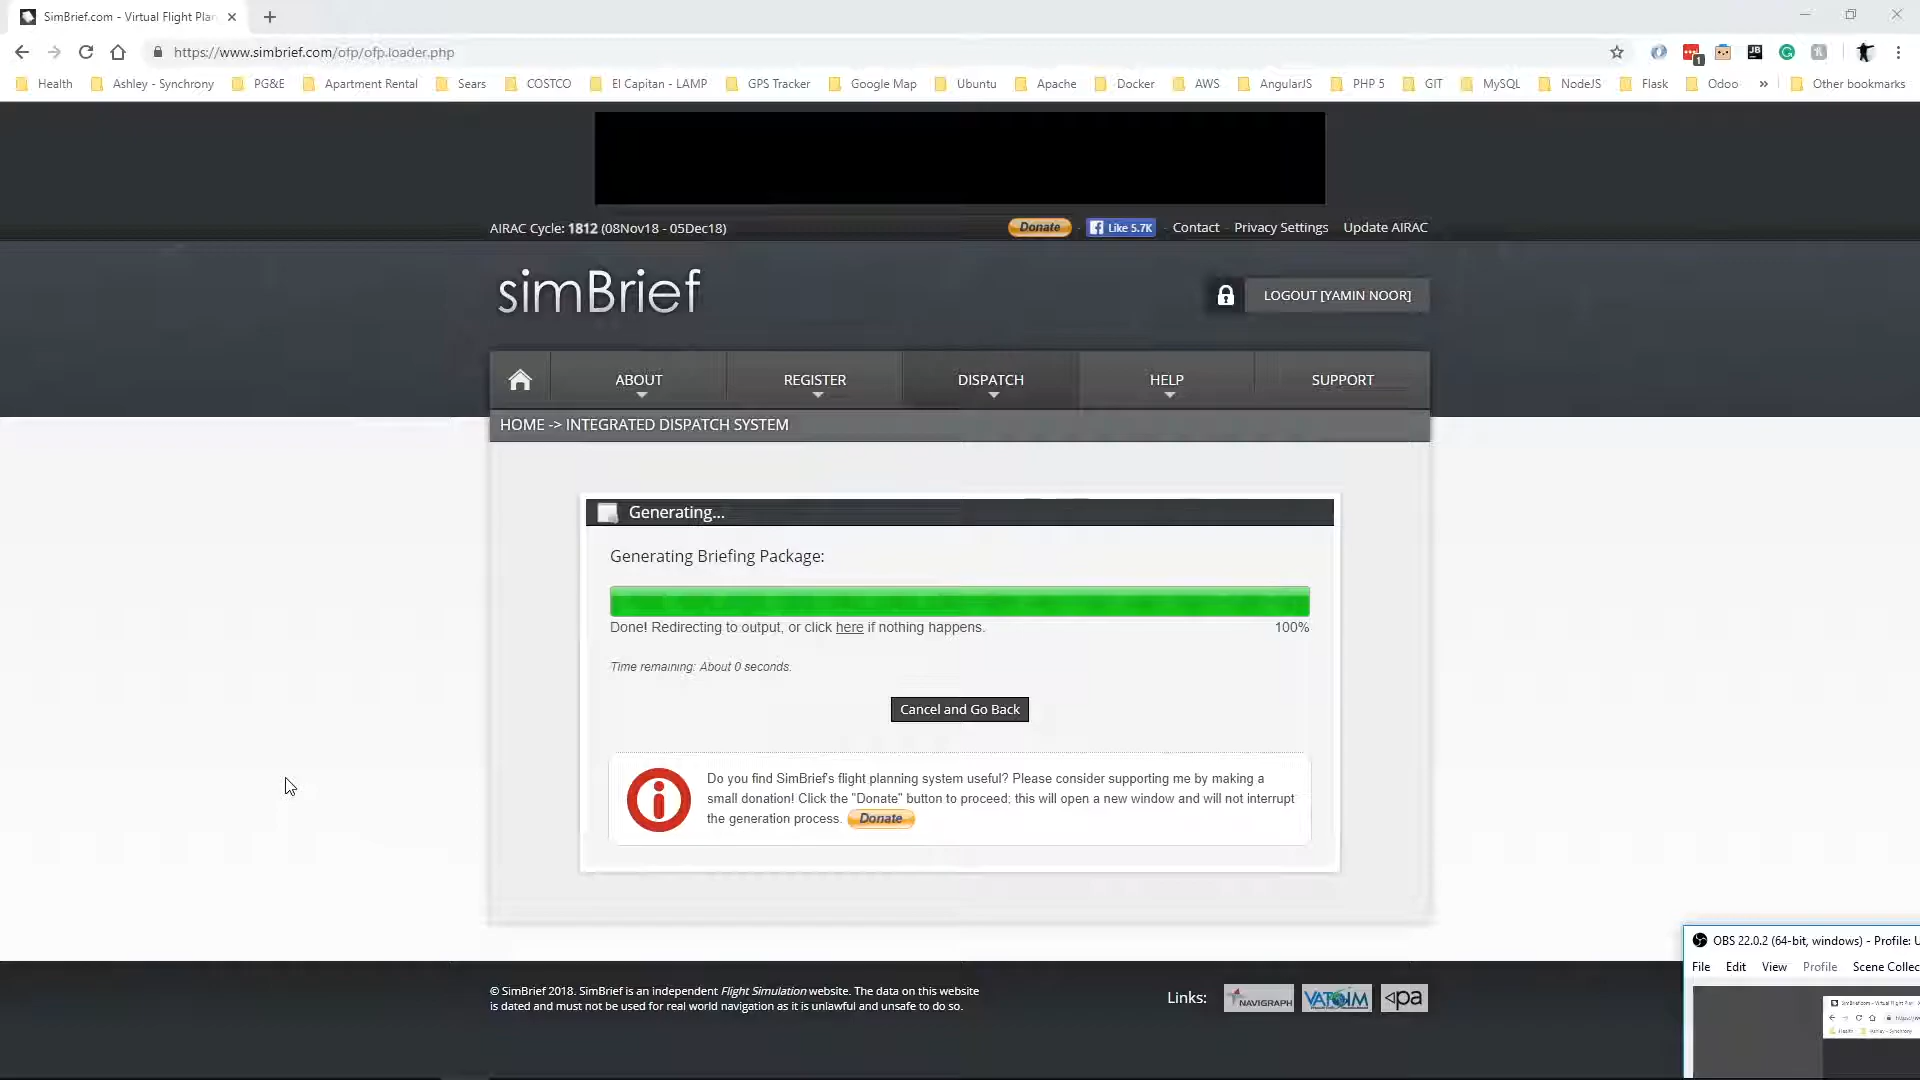 SimBrief.com - Virtual Flight Plan
https://www.simbrief.com/ofp/ofp.loader.php
1
JB
Health
Ashley - Synchrony
PG&E
Apartment Rental
Sears
COSTCO
El Capitan - LAMP
GPS Tracker
Google Map
Ubuntu
Apache
Docker
AWS
AngularJS
PHP 5
GIT
MySQL
NodeJS
Flask
Odoo
»
Other bookmarks
AIRAC Cycle: 1812 (08Nov18 - 05Dec18)
Donate - Like 5.7K - Contact - Privacy Settings Update AIRAC
simBrief
LOGOUT [YAMIN NOOR]
ABOUT
REGISTER
DISPATCH
HELP
SUPPORT
HOME -> INTEGRATED DISPATCH SYSTEM
Generating...
Generating Briefing Package:
Done! Redirecting to output, or click here if nothing happens.
100%
Time remaining: About 0 seconds.
Cancel and Go Back
Do you find SimBrief's flight planning system useful? Please consider supporting me by making a
small donation! Click the "Donate" button to proceed; this will open a new window and will not interrupt
the generation process. Donate
OBS 22.0.2 (64-bit, windows) - Profile: U
File Edit View Profile Scene Collec
© SimBrief 2018. SimBrief is an independent Flight Simulation website. The data on this website
is dated and must not be used for real world navigation as it is unlawful and unsafe to do so.
Links:
NAVIGRAPH
VATSIM
pa